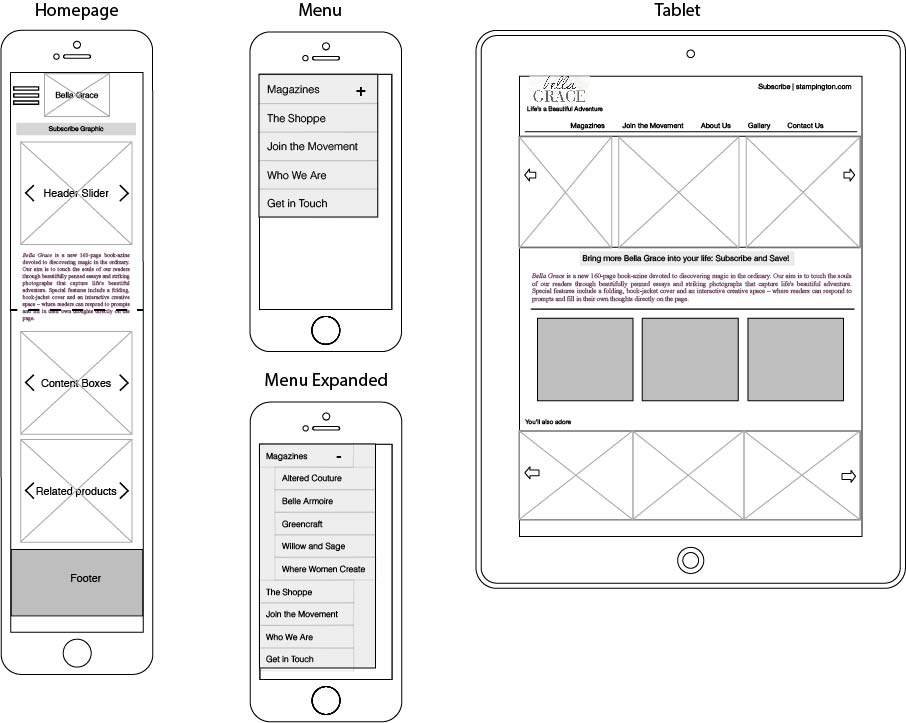 Homepage
Bella Grace
Subscribe Graphic
Header Slider
Bella Grace is a new 160-page book-azine
devoted to discovering magic in the ordinary.
Our aim is to touch the souls of our readers
through beautifully penned essays and striking
photographs that capture life's beautiful
adventure. Special features include a folding,
book-jacket cover and an interactive creative
space – where readers can respond to prompts
and fill in their own thoughts directly on the
page.
Content Boxes
Related products
Footer
Menu
Magazines +
The Shoppe
Join the Movement
Who We Are
Get in Touch
Menu Expanded
Magazines -
Altered Couture
Belle Armoire
Greencraft
Willow and Sage
Where Women Create
The Shoppe
Join the Movement
Who We Are
Get in Touch
Tablet
bella
GRACE
Life's a Beautiful Adventure
Subscribe | stampington.com
Magazines Join the Movement About Us Gallery Contact Us
Bring more Bella Grace into your life: Subscribe and Save!
Bella Grace is a new 160-page book-azine devoted to discovering magic in the ordinary. Our aim is to touch the souls
of our readers through beautifully penned essays and striking photographs that capture life's beautiful adventure.
Special features include a folding, book-jacket cover and an interactive creative space – where readers can respond to
prompts and fill in their own thoughts directly on the page.
You'll also adore